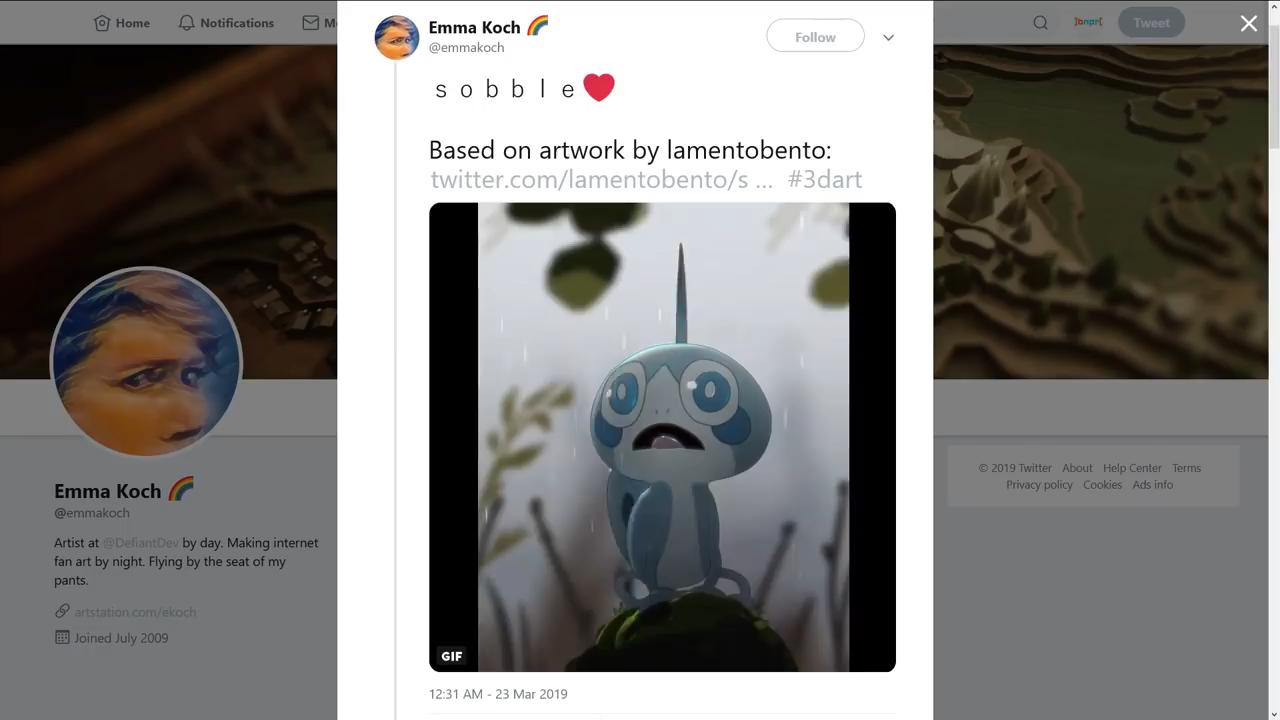 Home
Notifications
M
Tweet
Emma Koch 🌈
@emmakoch
Follow
s o b b l e ❤️
Based on artwork by lamentobento:
twitter.com/lamentobento/s ... #3dart
GIF
12:31 AM - 23 Mar 2019
Emma Koch 🌈
@emmakoch
Artist at @DefiantDev by day. Making internet
fan art by night. Flying by the seat of my
pants.
artstation.com/ekoch
Joined July 2009
© 2019 Twitter About Help Center Terms
Privacy policy Cookies Ads info